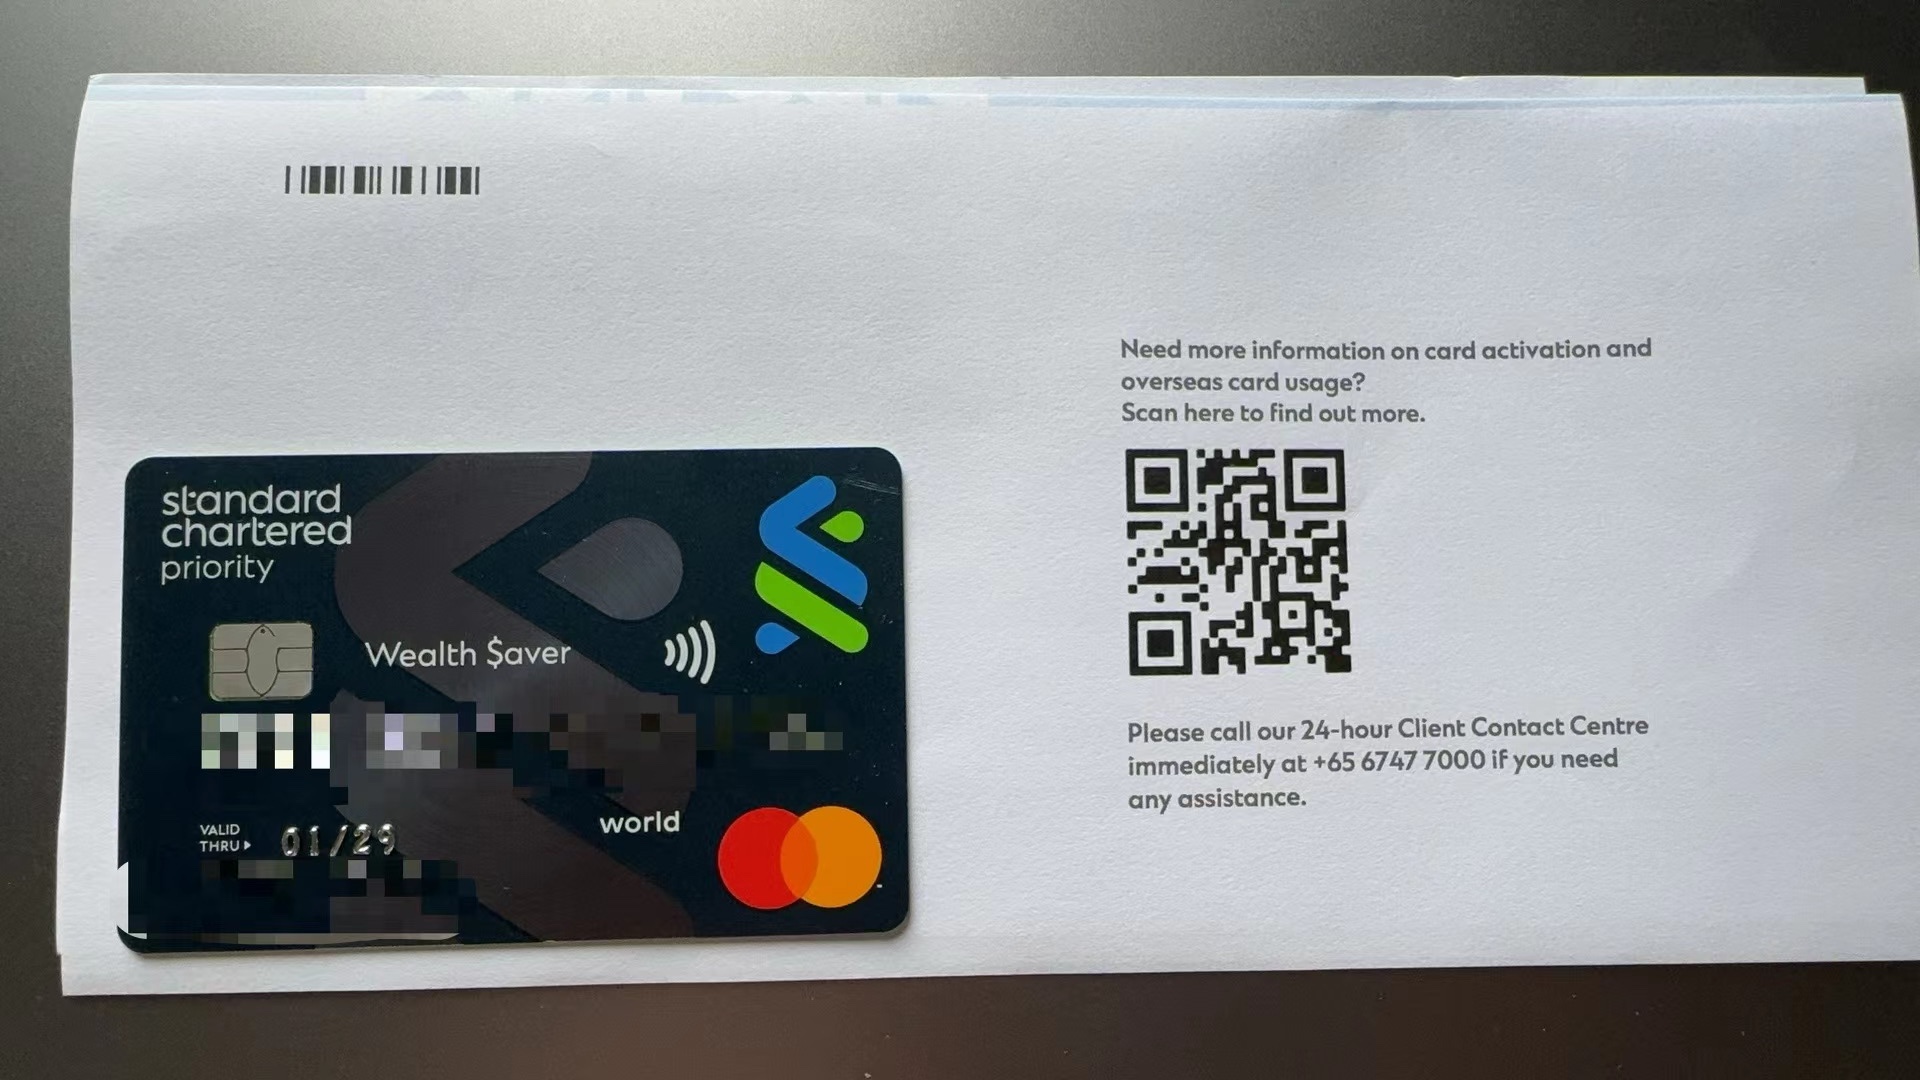 standard
chartered
priority
Wealth $aver
VALID
THRU
01/29
world
Need more information on card activation and
overseas card usage?
Scan here to find out more.
Please call our 24-hour Client Contact Centre
immediately at +65 6747 7000 if you need
any assistance.